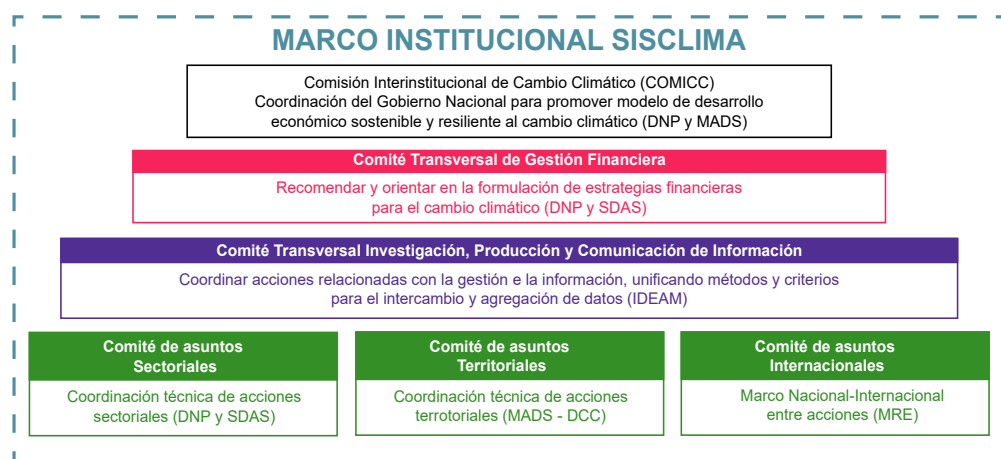 MARCO INSTITUCIONAL SISCLIMA
Comisión Interinstitucional de Cambio Climático (COMICC)
Coordinación del Gobierno Nacional para promover modelo de desarrollo
económico sostenible y resiliente al cambio climático (DNP y MADS)
Comité Transversal de Gestión Financiera
Recomendar y orientar en la formulación de estrategias financieras
para el cambio climático (DNP y SDAS)
Comité Transversal Investigación, Producción y Comunicación de Información
Coordinar acciones relacionadas con la gestión e la información, unificando métodos y criterios
para el intercambio y agregación de datos (IDEAM)
Comité de asuntos
Sectoriales
Coordinación técnica de acciones
sectoriales (DNP y SDAS)
Comité de asuntos
Territoriales
Coordinación técnica de acciones
terrotoriales (MADS - DCC)
Comité de asuntos
Internacionales
Marco Nacional-Internacional
entre acciones (MRE)